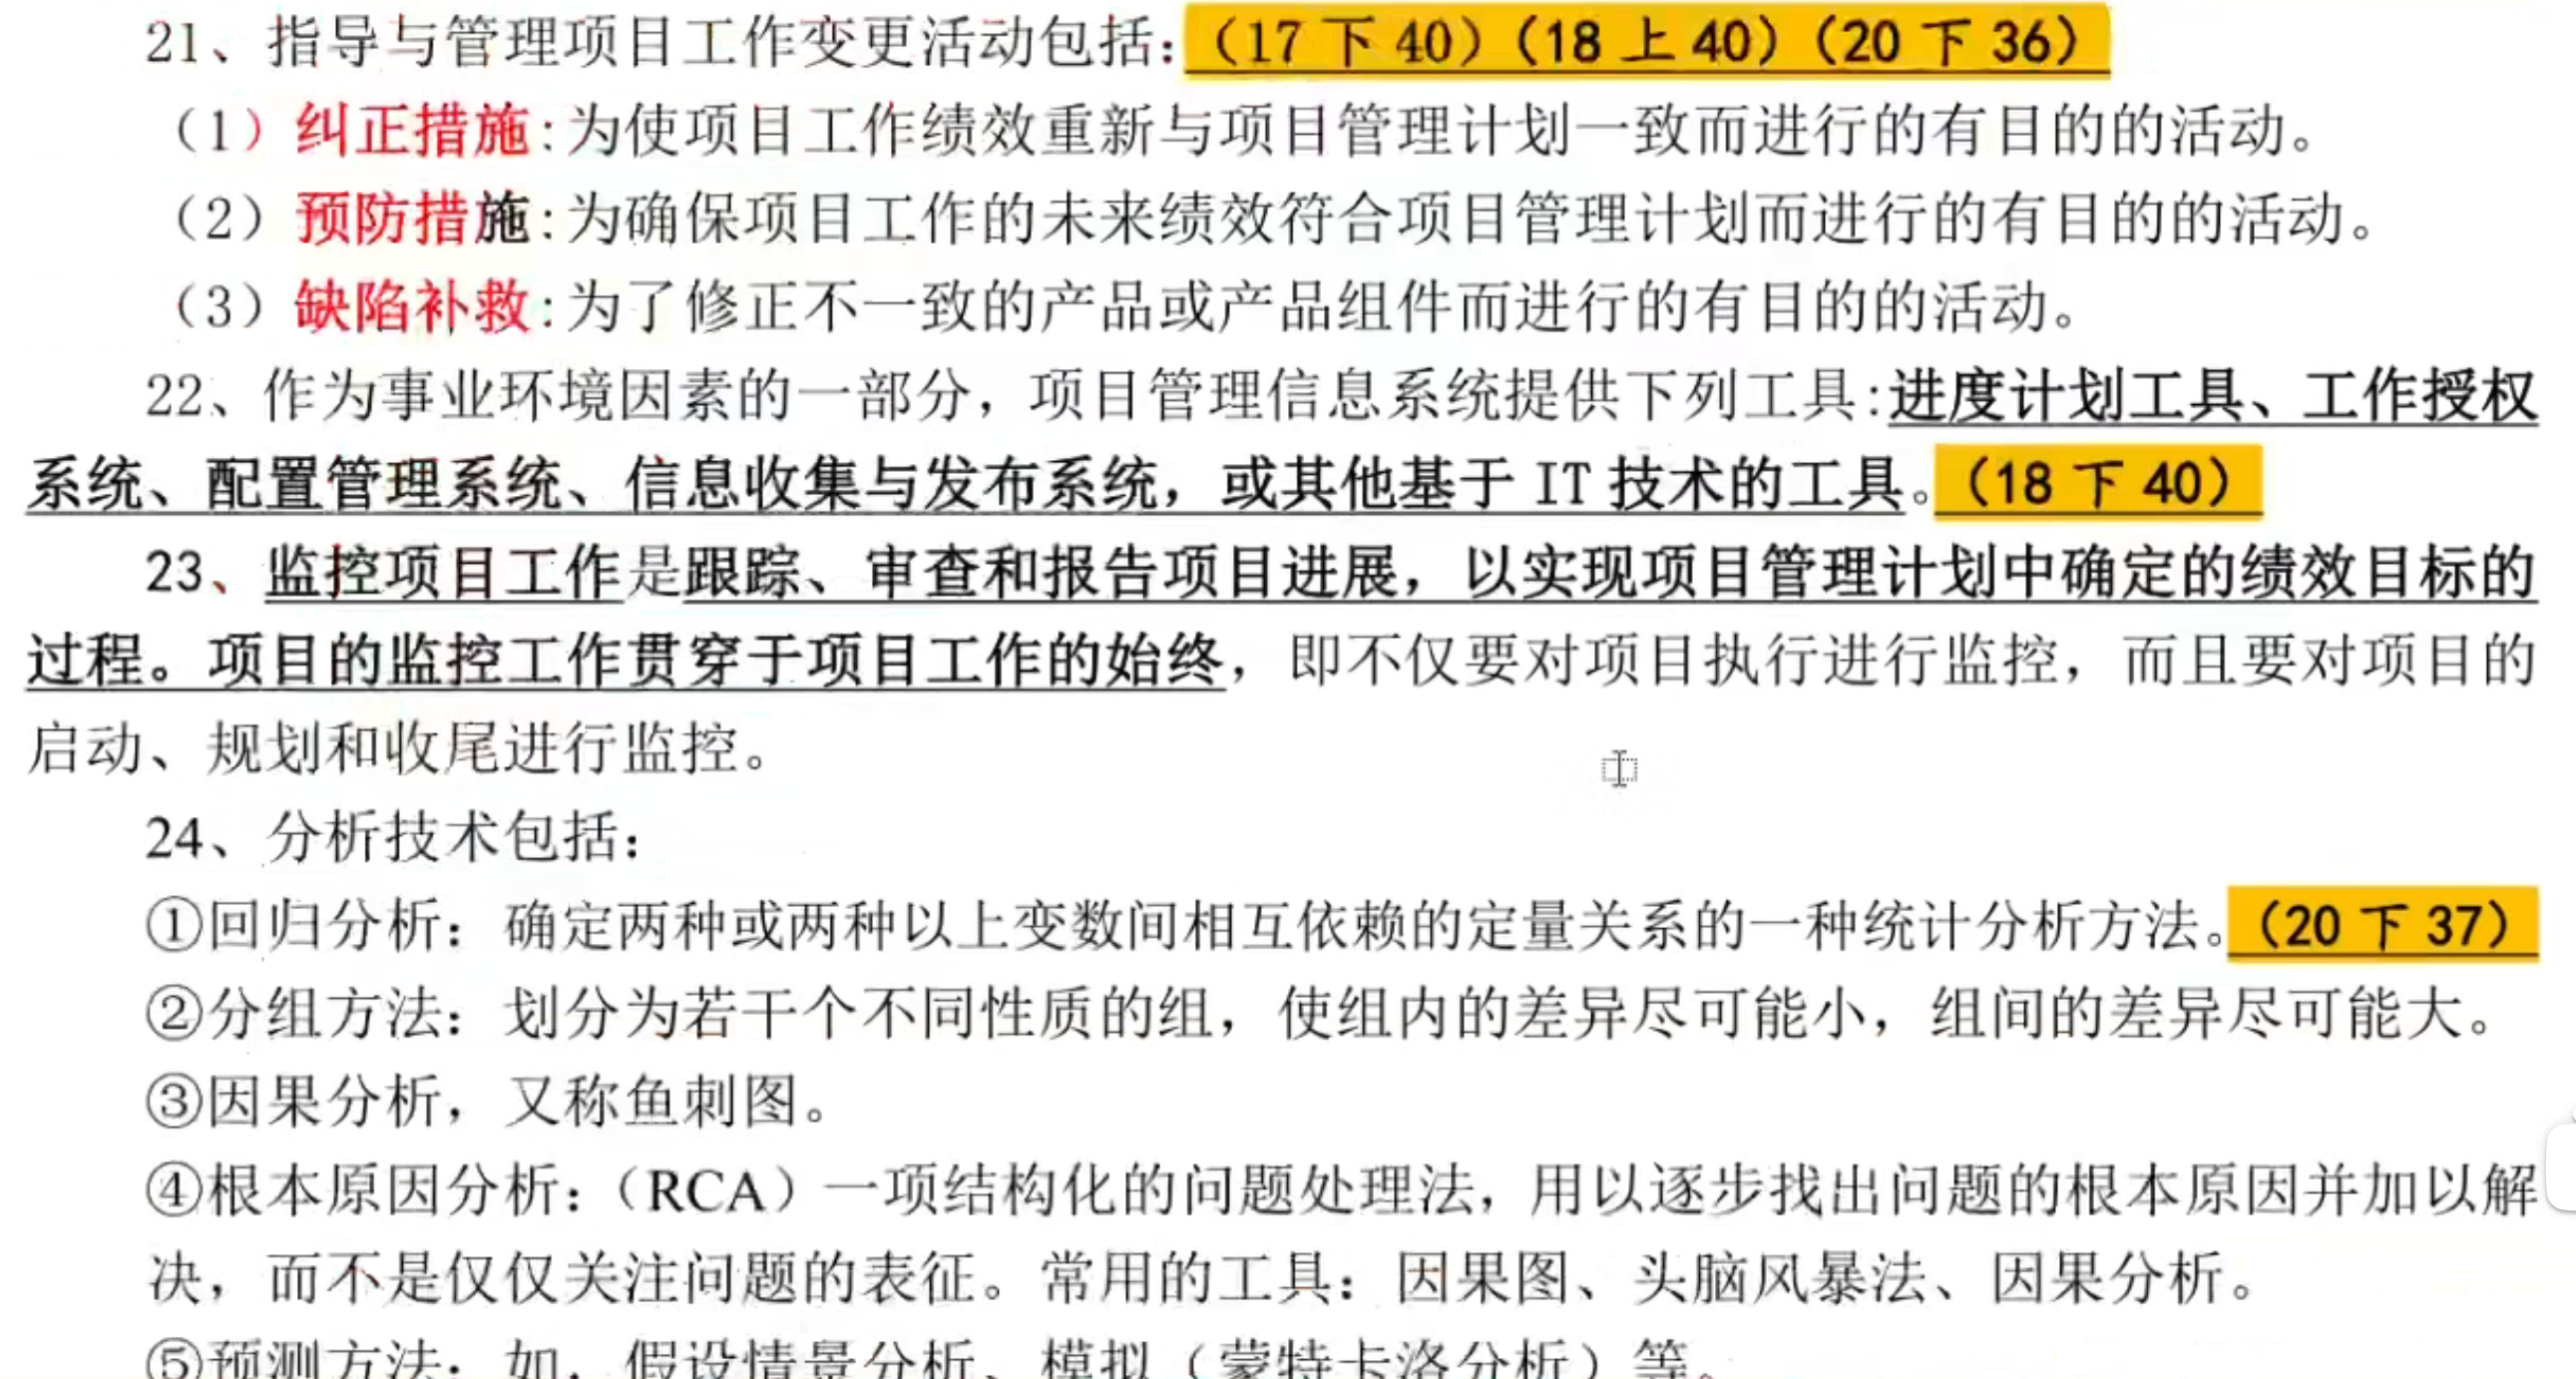 21、指导与管理项目工作变更活动包括：（17 下 40）（18 上 40）（20 下 36）
（1）纠正措施:为使项目工作绩效重新与项目管理计划一致而进行的有目的的活动。
（2）预防措施:为确保项目工作的未来绩效符合项目管理计划而进行的有目的的活动。
（3）缺陷补救:为了修正不一致的产品或产品组件而进行的有目的的活动。
22、作为事业环境因素的一部分，项目管理信息系统提供下列工具:进度计划工具、工作授权
系统、配置管理系统、信息收集与发布系统，或其他基于 IT 技术的工具。（18 下 40）
23、监控项目工作是跟踪、审查和报告项目进展，以实现项目管理计划中确定的绩效目标的
过程。项目的监控工作贯穿于项目工作的始终，即不仅要对项目执行进行监控，而且要对项目的
启动、规划和收尾进行监控。
24、分析技术包括：
①回归分析：确定两种或两种以上变数间相互依赖的定量关系的一种统计分析方法。（20 下 37）
②分组方法：划分为若干个不同性质的组，使组内的差异尽可能小，组间的差异尽可能大。
③因果分析，又称鱼刺图。
④根本原因分析：（RCA）一项结构化的问题处理法，用以逐步找出问题的根本原因并加以解
决，而不是仅仅关注问题的表征。常用的工具：因果图、头脑风暴法、因果分析。
⑤预测方法：如，假设情景分析、模拟（蒙特卡洛分析）等。